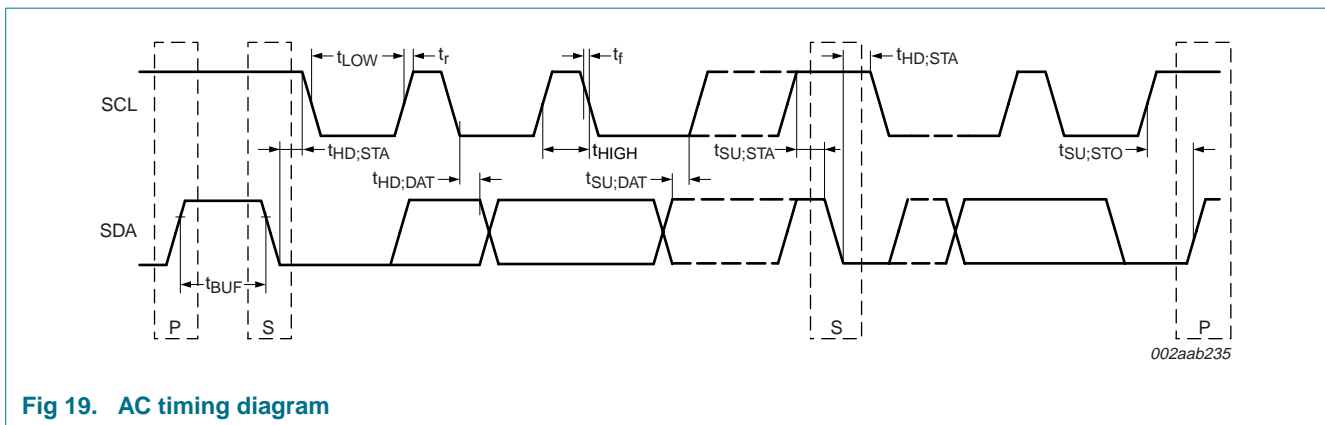 tLOW tr tf tHD;STA
SCL
tHD;STA tHIGH tSU;STA tSU;STO
tHD;DAT tSU;DAT
SDA
tBUF
P S S P
002aab235
Fig 19. AC timing diagram